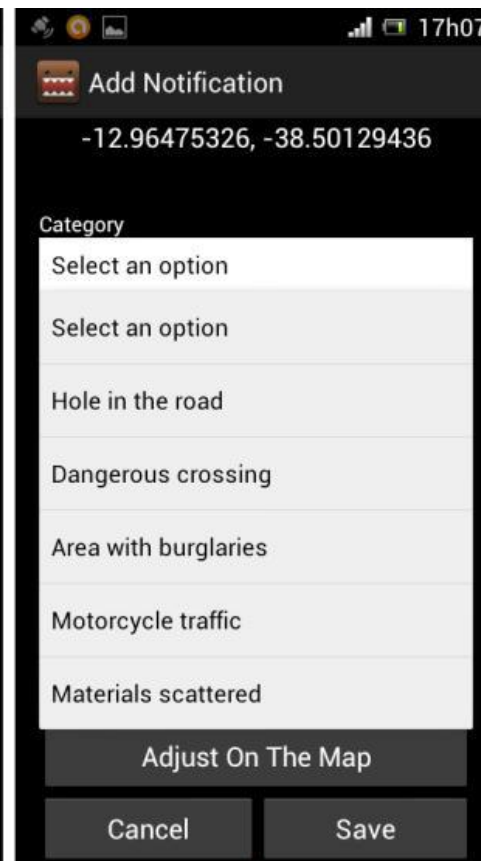 17h07
Add Notification
-12.96475326, -38.50129436
Category
Select an option
Select an option
Hole in the road
Dangerous crossing
Area with burglaries
Motorcycle traffic
Materials scattered
Adjust On The Map
Cancel Save